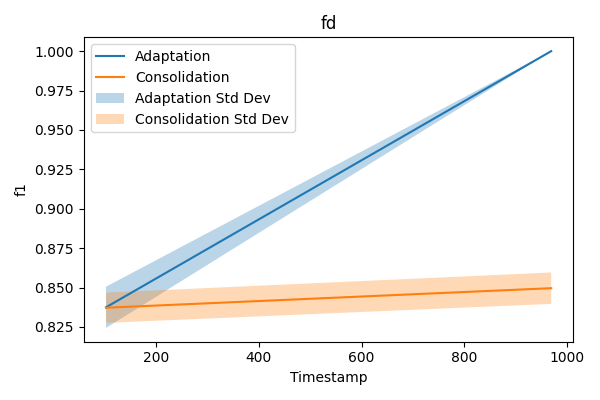 fd
Adaptation
Consolidation
Adaptation Std Dev
Consolidation Std Dev
1.000
0.975
0.950
0.925
0.900
0.875
0.850
0.825
f1
200
400
600
800
1000
Timestamp